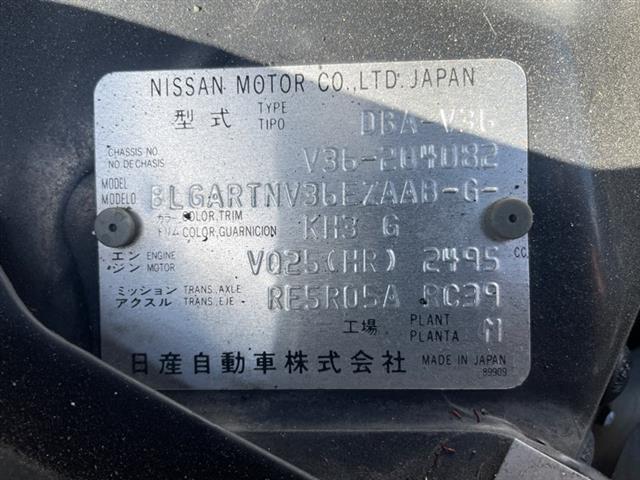 NISSAN MOTOR CO.,LTD. JAPAN
型式 TYPE TIPO DBA-V36
CHASSIS NO. NO.DE CHASIS V36-204082
MODEL MODELO BLGARTNV36EZAAB-G-
カラー COLOR,TRIM COLOR,GUARNICION KH3 G
エンジン ENGINE MOTOR VQ25(HR) 2495 CC
ミッション TRANS.,AXLE アクスル TRANS.,EJE RE5R05A RC39
工場 PLANT PLANTA M
日産自動車株式会社 MADE IN JAPAN
89909